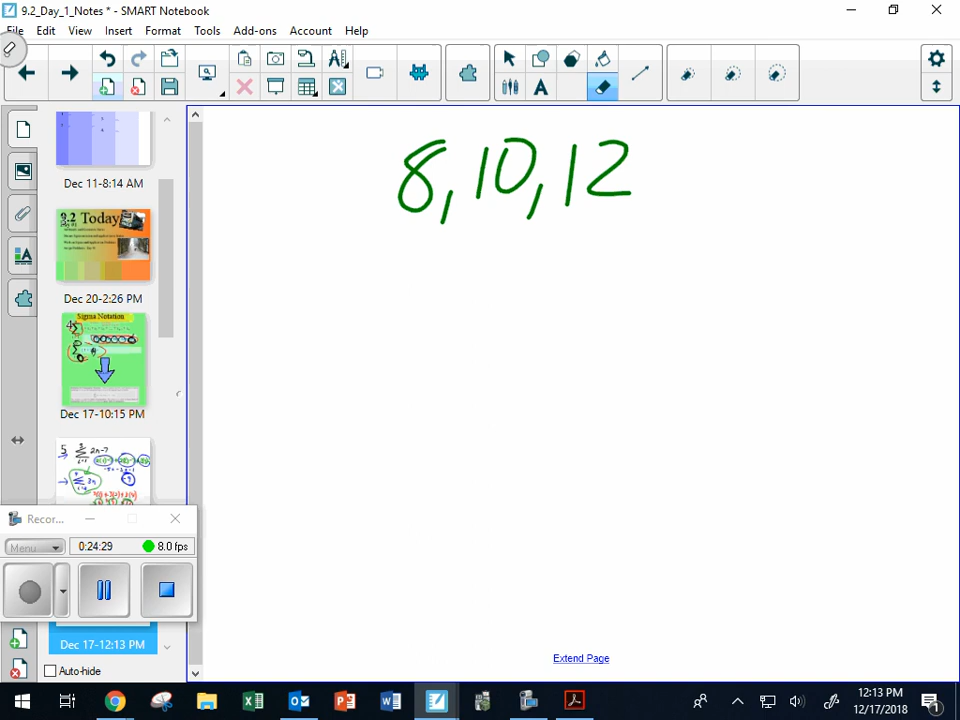 9.2_Day_1_Notes * - SMART Notebook
File Edit View Insert Format Tools Add-ons Account Help
8, 10, 12
Dec 11-8:14 AM
9.2 Today
Dec 20-2:26 PM
Sigma Notation
Dec 17-10:15 PM
5
2n-7
Recor...
Menu 0:24:29 8.0 fps
Dec 17-12:13 PM
Auto-hide
Extend Page
12:13 PM
12/17/2018